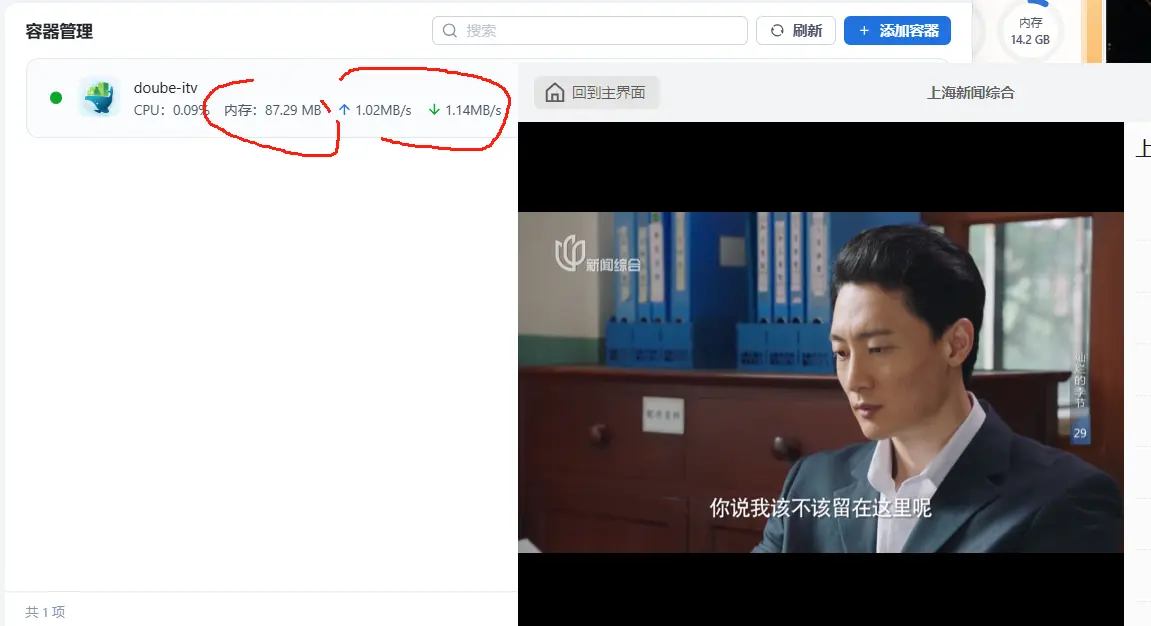 容器管理
搜索
刷新
+ 添加容器
内存
14.2 GB
doube-itv
CPU：0.09%
内存：87.29 MB
1.02MB/s
1.14MB/s
回到主界面
上海新闻综合
上
新闻综合
灿烂的季节
29
你说我该不该留在这里呢
共 1 项